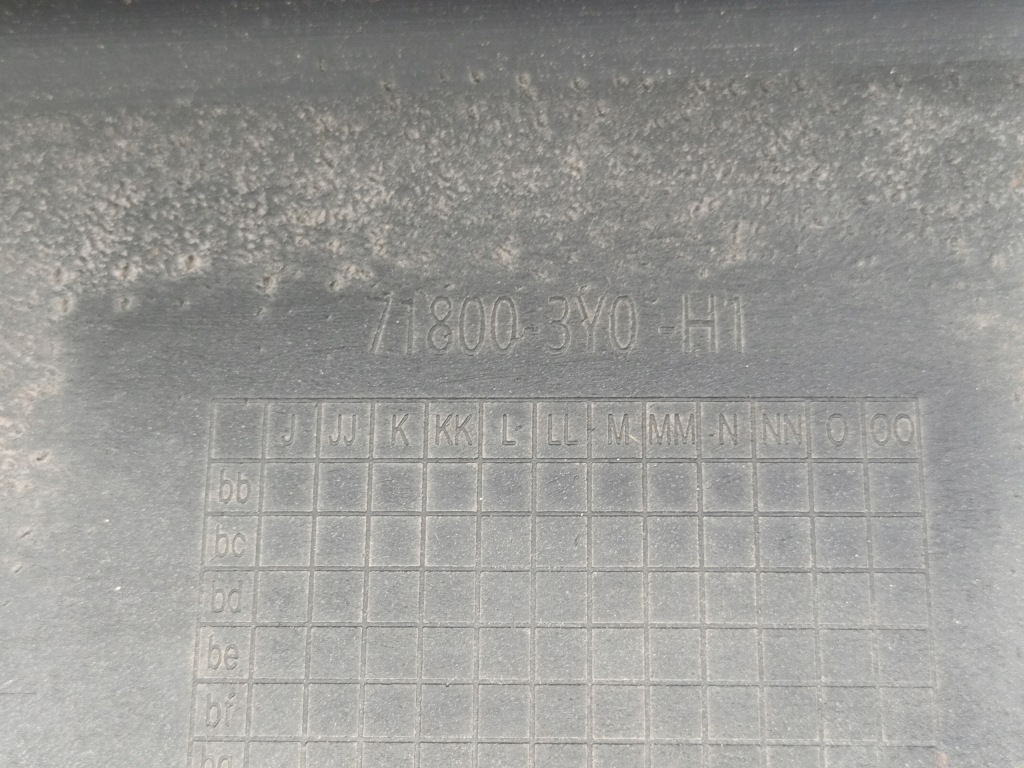 71800-3Y0 -H1
J JJ K KK L LL M MM N NN O OO
bb
bc
bd
be
bf